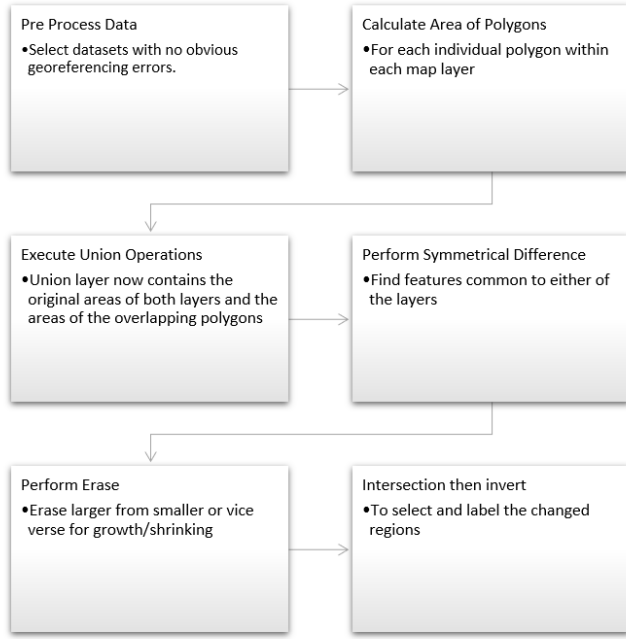 Pre Process Data
•Select datasets with no obvious
georeferencing errors.
Calculate Area of Polygons
•For each individual polygon within
each map layer
Execute Union Operations
•Union layer now contains the
original areas of both layers and the
areas of the overlapping polygons
Perform Symmetrical Difference
•Find features common to either of
the layers
Perform Erase
•Erase larger from smaller or vice
verse for growth/shrinking
Intersection then invert
•To select and label the changed
regions